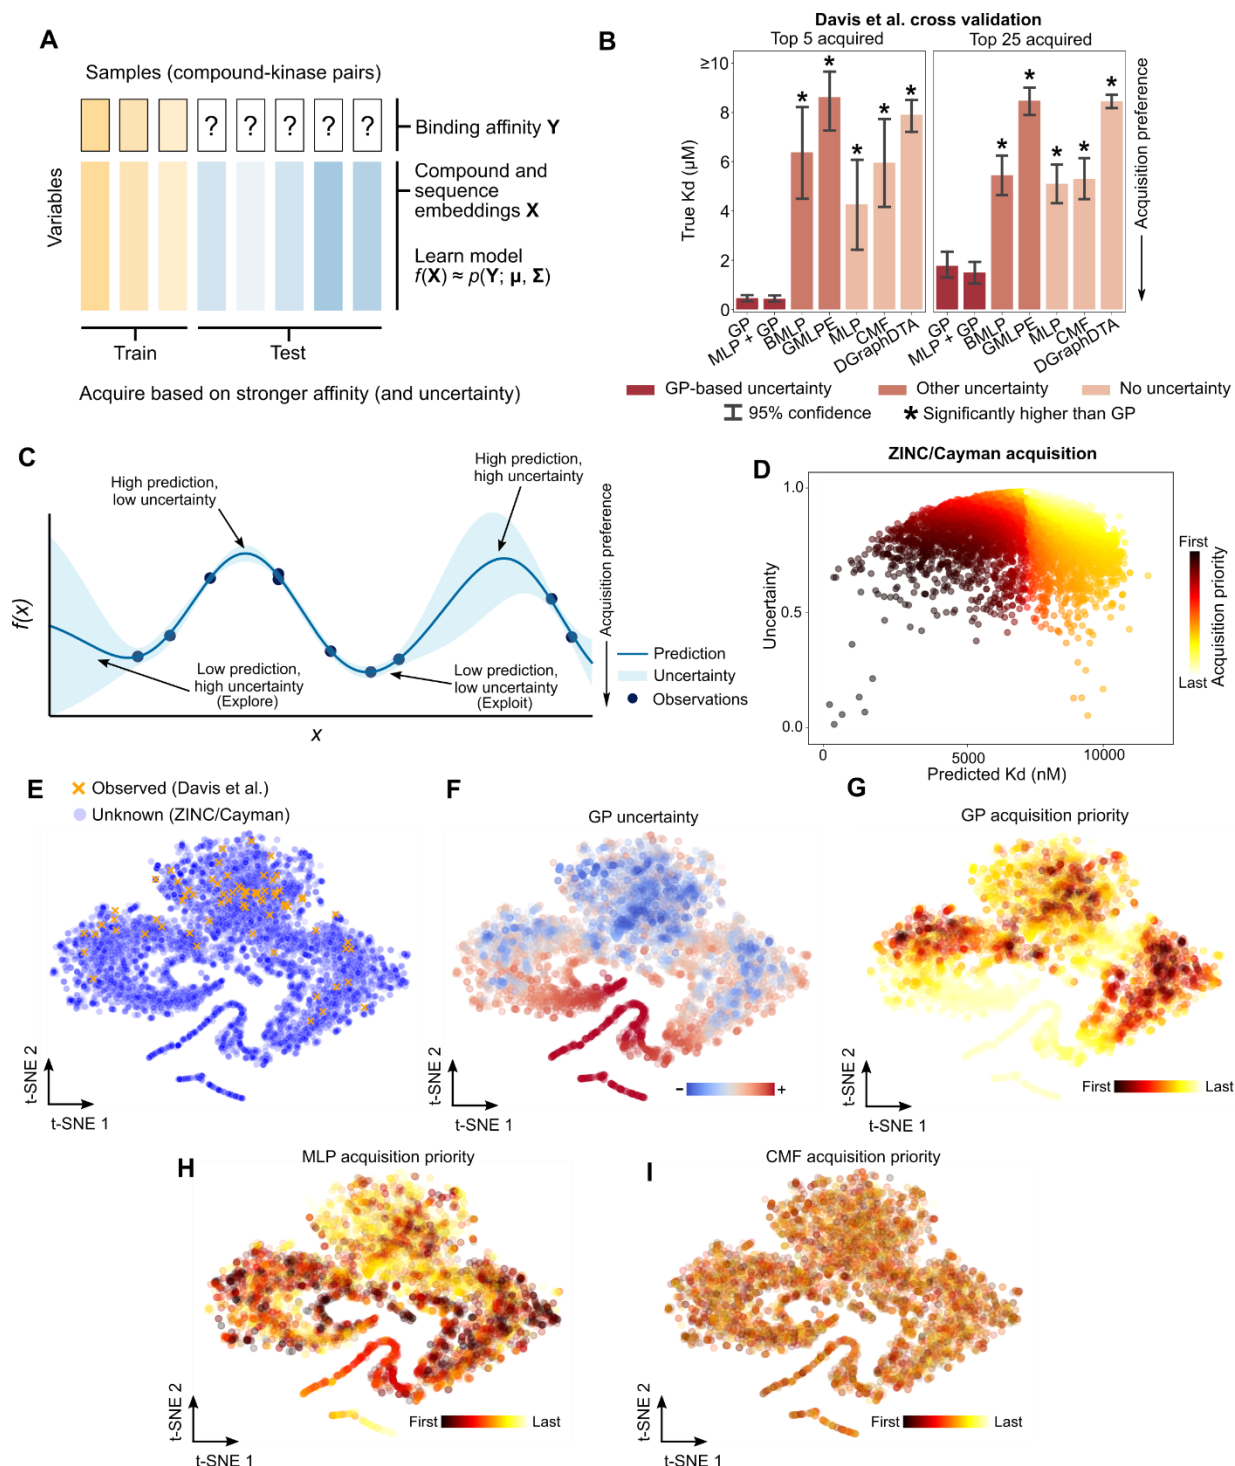 A
Samples (compound-kinase pairs)
? ? ? ? ?
Binding affinity Y
Variables
Compound and
sequence
embeddings X
Learn model
f(X) ≈ p(Y; μ, Σ)
Train
Test
Acquire based on stronger affinity (and uncertainty)
B
Davis et al. cross validation
Top 5 acquired
Top 25 acquired
True Kd (μM)
≥10
8
6
4
2
0
* * * * *
* * * * *
GP
MLP + GP
BMLP
GMLPE
MLP
CMF
DGraphDTA
GP
MLP + GP
BMLP
GMLPE
MLP
CMF
DGraphDTA
Acquisition preference
GP-based uncertainty
Other uncertainty
No uncertainty
95% confidence
* Significantly higher than GP
C
f(x)
High prediction,
low uncertainty
High prediction,
high uncertainty
Low prediction,
high uncertainty
(Explore)
Low prediction,
low uncertainty
(Exploit)
x
Acquisition preference
Prediction
Uncertainty
Observations
D
ZINC/Cayman acquisition
Uncertainty
1.0
0.5
0.0
0
5000
10000
Predicted Kd (nM)
First
Last
Acquisition priority
E
Observed (Davis et al.)
Unknown (ZINC/Cayman)
t-SNE 2
t-SNE 1
F
GP uncertainty
- +
t-SNE 2
t-SNE 1
G
GP acquisition priority
First
Last
t-SNE 2
t-SNE 1
H
MLP acquisition priority
First
Last
t-SNE 2
t-SNE 1
I
CMF acquisition priority
First
Last
t-SNE 2
t-SNE 1